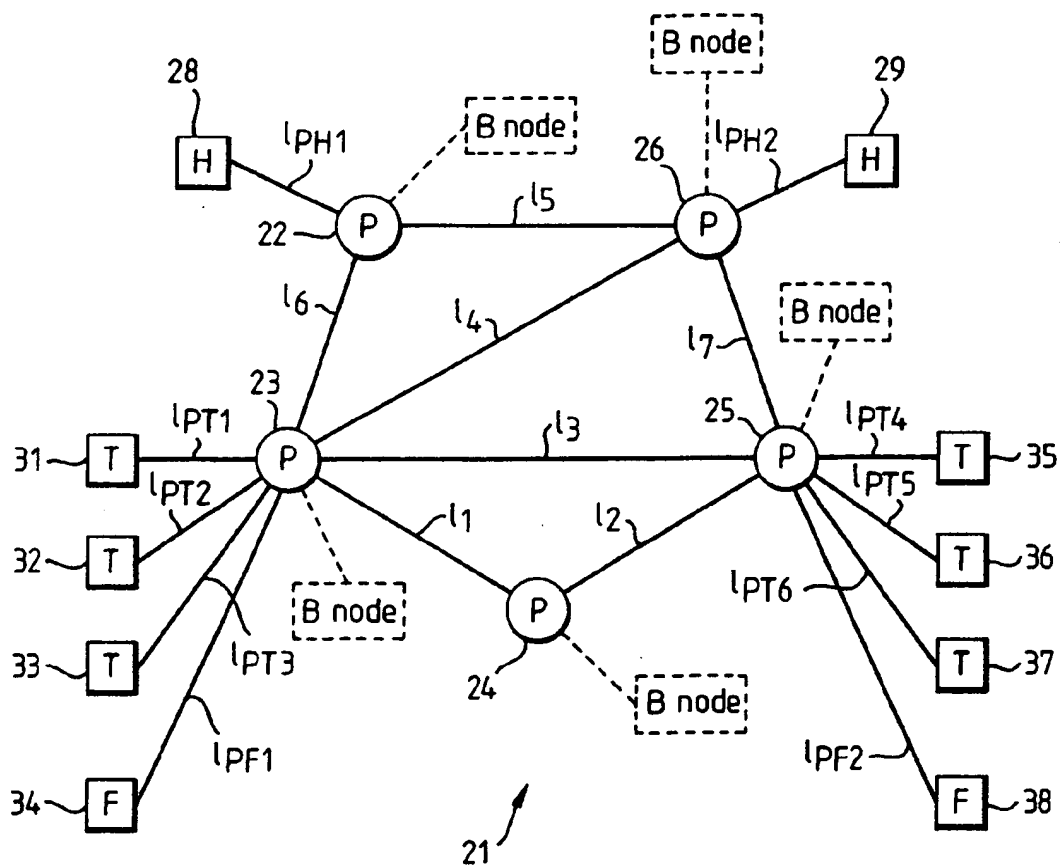 B node
28
29
B node
H
lPH1
26
lPH2
H
22
P
l5
P
l6
l4
B node
l7
23
25
lPT1
lPT4
31
T
P
l3
P
T
35
lPT2
lPT5
l1
l2
32
T
T
36
B node
P
lPT6
33
T
lPT3
24
T
37
B node
lPF1
lPF2
34
F
F
38
21